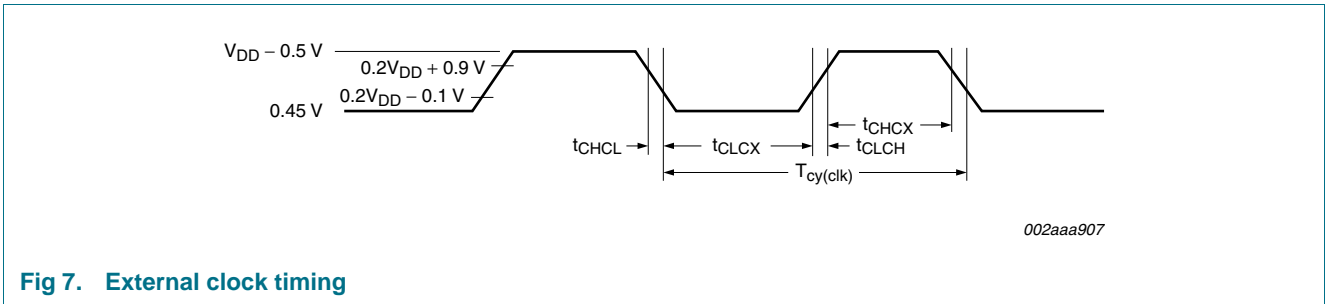 V_DD − 0.5 V
0.2V_DD + 0.9 V
0.2V_DD − 0.1 V
0.45 V
t_CHCX
t_CHCL
t_CLCX
t_CLCH
T_cy(clk)
002aaa907
Fig 7. External clock timing